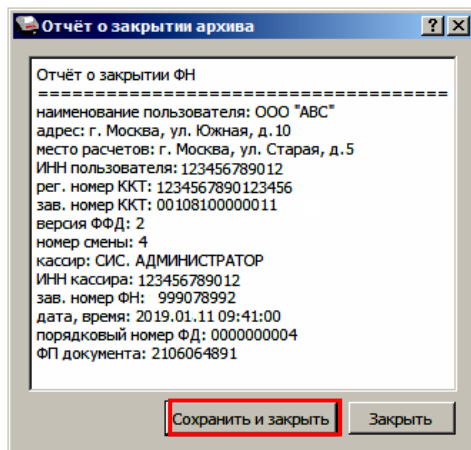 Отчёт о закрытии архива
Отчёт о закрытии ФН
=====================================
наименование пользователя: ООО "АВС"
адрес: г. Москва, ул. Южная, д.10
место расчетов: г. Москва, ул. Старая, д.5
ИНН пользователя: 123456789012
рег. номер ККТ: 1234567890123456
зав. номер ККТ: 00108100000011
версия ФФД: 2
номер смены: 4
кассир: СИС. АДМИНИСТРАТОР
ИНН кассира: 123456789012
зав. номер ФН: 999078992
дата, время: 2019.01.11 09:41:00
порядковый номер ФД: 0000000004
ФП документа: 2106064891
Сохранить и закрыть Закрыть